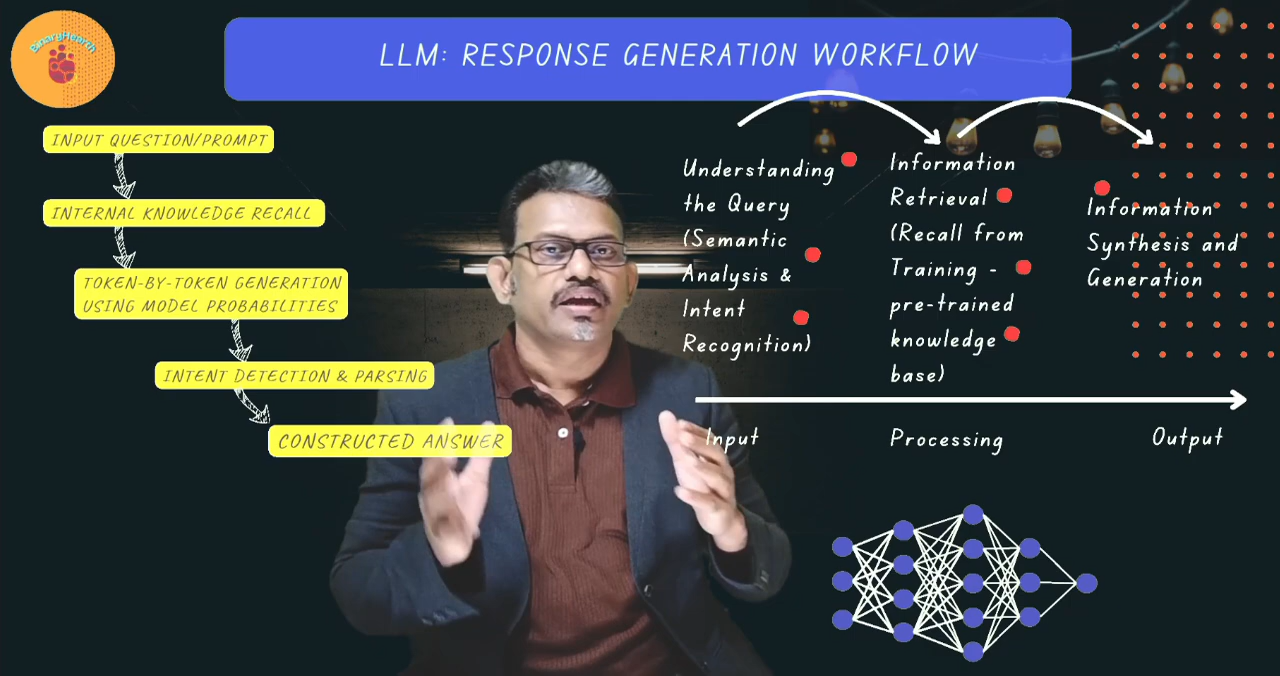 BinaryHearth
LLM: RESPONSE GENERATION WORKFLOW
INPUT QUESTION/PROMPT
INTERNAL KNOWLEDGE RECALL
TOKEN-BY-TOKEN GENERATION
USING MODEL PROBABILITIES
INTENT DETECTION & PARSING
CONSTRUCTED ANSWER
Understanding
the Query
(Semantic
Analysis &
Intent
Recognition)
Information
Retrieval
(Recall from
Training -
pre-trained
knowledge
base)
Information
Synthesis and
Generation
Input
Processing
Output